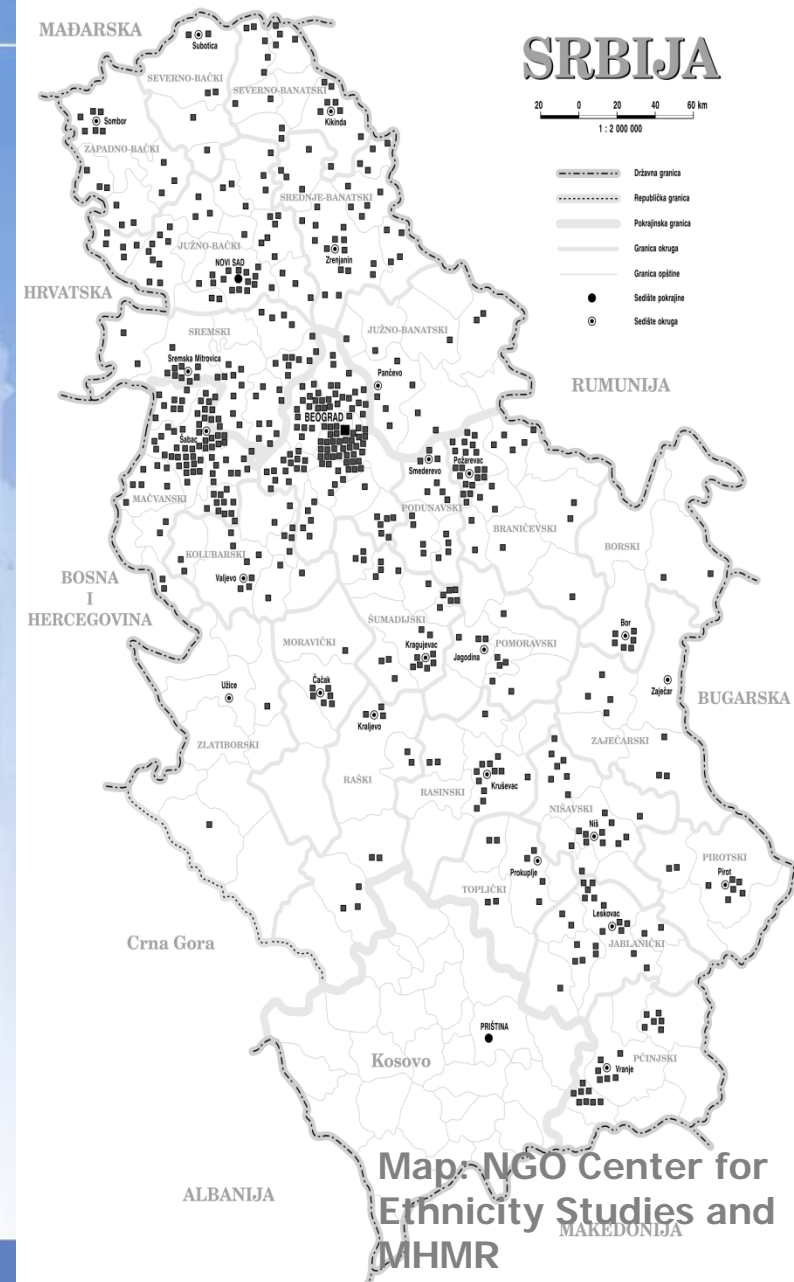 MAĐARSKA
SRBIJA
20 0 20 40 60 km
1 : 2 000 000
Državna granica
Republička granica
Pokrajinska granica
Granica okruga
Granica opštine
Sedište pokrajine
Sedište okruga
Subotica
SEVERNO-BAČKI
SEVERNO-BANATSKI
Kikinda
Sombor
ZAPADNO-BAČKI
SREDNJE-BANATSKI
JUŽNO-BAČKI
Zrenjanin
NOVI SAD
HRVATSKA
SREMSKI
JUŽNO-BANATSKI
Sremska Mitrovica
Pančevo
RUMUNIJA
BEOGRAD
Šabac
Smederevo
Požarevac
MAČVANSKI
PODUNAVSKI
BRANIČEVSKI
KOLUBARSKI
BORSKI
Valjevo
BOSNA
I
HERCEGOVINA
ŠUMADIJSKI
Bor
MORAVIČKI
Kragujevac
Jagodina
POMORAVSKI
Užice
Čačak
Zaječar
BUGARSKA
Kraljevo
ZLATIBORSKI
ZAJEČARSKI
RAŠKI
RASINSKI
Kruševac
NIŠAVSKI
Niš
Prokuplje
PIROTSKI
Pirot
TOPLIČKI
Leskovac
JABLANIČKI
Crna Gora
PRIŠTINA
Kosovo
PČINJSKI
Vranje
ALBANIJA
MAKEDONIJA
Map: NGO Center for
Ethnicity Studies and
MHMR